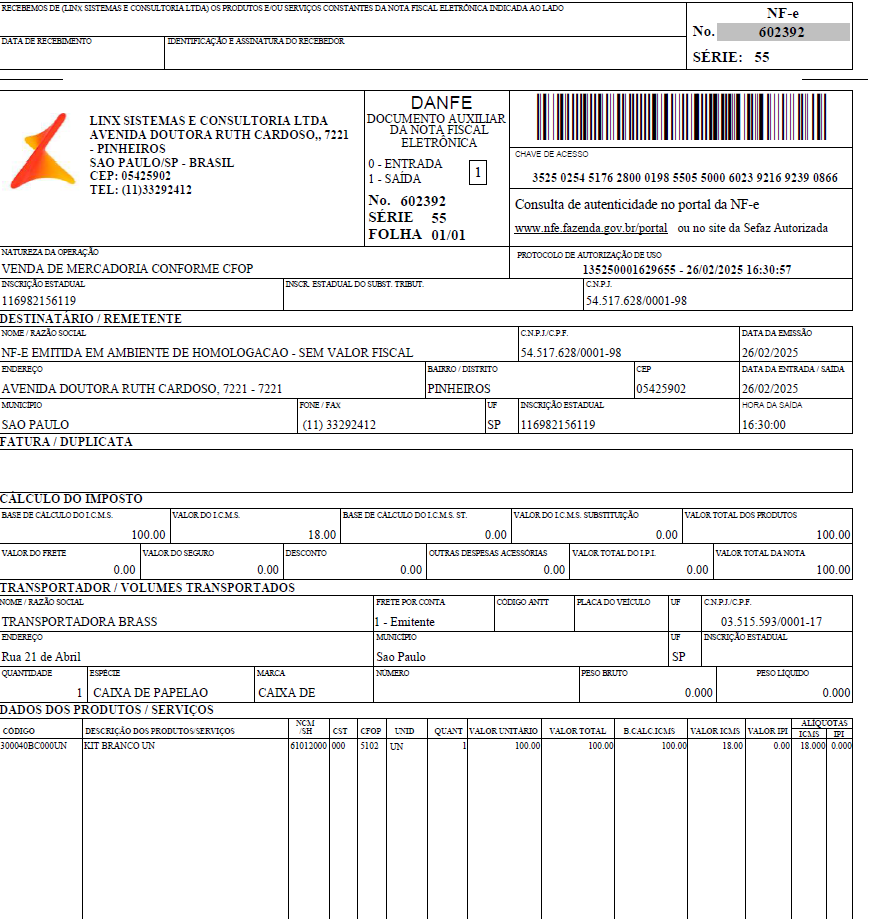 RECEBEMOS DE (LINX SISTEMAS E CONSULTORIA LTDA) OS PRODUTOS E/OU SERVIÇOS CONSTANTES DA NOTA FISCAL ELETRÔNICA INDICADA AO LADO
NF-e
No. 602392
SÉRIE: 55
DATA DE RECEBIMENTO
IDENTIFICAÇÃO E ASSINATURA DO RECEBEDOR
LINX SISTEMAS E CONSULTORIA LTDA
AVENIDA DOUTORA RUTH CARDOSO,, 7221
- PINHEIROS
SAO PAULO/SP - BRASIL
CEP: 05425902
TEL: (11)33292412
DANFE
DOCUMENTO AUXILIAR
DA NOTA FISCAL
ELETRÔNICA
0 - ENTRADA
1 - SAÍDA
1
No. 602392
SÉRIE 55
FOLHA 01/01
CHAVE DE ACESSO
3525 0254 5176 2800 0198 5505 5000 6023 9216 9239 0866
Consulta de autenticidade no portal da NF-e
www.nfe.fazenda.gov.br/portal ou no site da Sefaz Autorizada
NATUREZA DA OPERAÇÃO
VENDA DE MERCADORIA CONFORME CFOP
PROTOCOLO DE AUTORIZAÇÃO DE USO
135250001629655 - 26/02/2025 16:30:57
INSCRIÇÃO ESTADUAL
116982156119
INSCR. ESTADUAL DO SUBST. TRIBUT.
C.N.P.J.
54.517.628/0001-98
DESTINATÁRIO / REMETENTE
NOME / RAZÃO SOCIAL
NF-E EMITIDA EM AMBIENTE DE HOMOLOGACAO - SEM VALOR FISCAL
C.N.P.J./C.P.F.
54.517.628/0001-98
DATA DA EMISSÃO
26/02/2025
ENDEREÇO
AVENIDA DOUTORA RUTH CARDOSO, 7221 - 7221
BAIRRO / DISTRITO
PINHEIROS
CEP
05425902
DATA DA ENTRADA / SAÍDA
26/02/2025
MUNICÍPIO
SAO PAULO
FONE / FAX
(11) 33292412
UF
SP
INSCRIÇÃO ESTADUAL
116982156119
HORA DA SAÍDA
16:30:00
FATURA / DUPLICATA
CÁLCULO DO IMPOSTO
BASE DE CÁLCULO DO I.C.M.S.
100.00
VALOR DO I.C.M.S.
18.00
BASE DE CÁLCULO DO I.C.M.S. ST.
0.00
VALOR DO I.C.M.S. SUBSTITUIÇÃO
0.00
VALOR TOTAL DOS PRODUTOS
100.00
VALOR DO FRETE
0.00
VALOR DO SEGURO
0.00
DESCONTO
0.00
OUTRAS DESPESAS ACESSÓRIAS
0.00
VALOR TOTAL DO I.P.I.
0.00
VALOR TOTAL DA NOTA
100.00
TRANSPORTADOR / VOLUMES TRANSPORTADOS
NOME / RAZÃO SOCIAL
TRANSPORTADORA BRASS
FRETE POR CONTA
1 - Emitente
CÓDIGO ANTT
PLACA DO VEÍCULO
UF
C.N.P.J./C.P.F.
03.515.593/0001-17
ENDEREÇO
Rua 21 de Abril
MUNICÍPIO
Sao Paulo
UF
SP
INSCRIÇÃO ESTADUAL
QUANTIDADE
1
ESPÉCIE
CAIXA DE PAPELAO
MARCA
CAIXA DE
NÚMERO
PESO BRUTO
0.000
PESO LÍQUIDO
0.000
DADOS DOS PRODUTOS / SERVIÇOS
CÓDIGO DESCRIÇÃO DOS PRODUTOS/SERVIÇOS NCM /SH CST CFOP UNID QUANT VALOR UNITÁRIO VALOR TOTAL B.CALC.ICMS VALOR ICMS VALOR IPI ALÍQUOTAS ICMS IPI
300040BC000UN KIT BRANCO UN 61012000 000 5102 UN 1 100.00 100.00 100.00 18.00 0.00 18.000 0.000